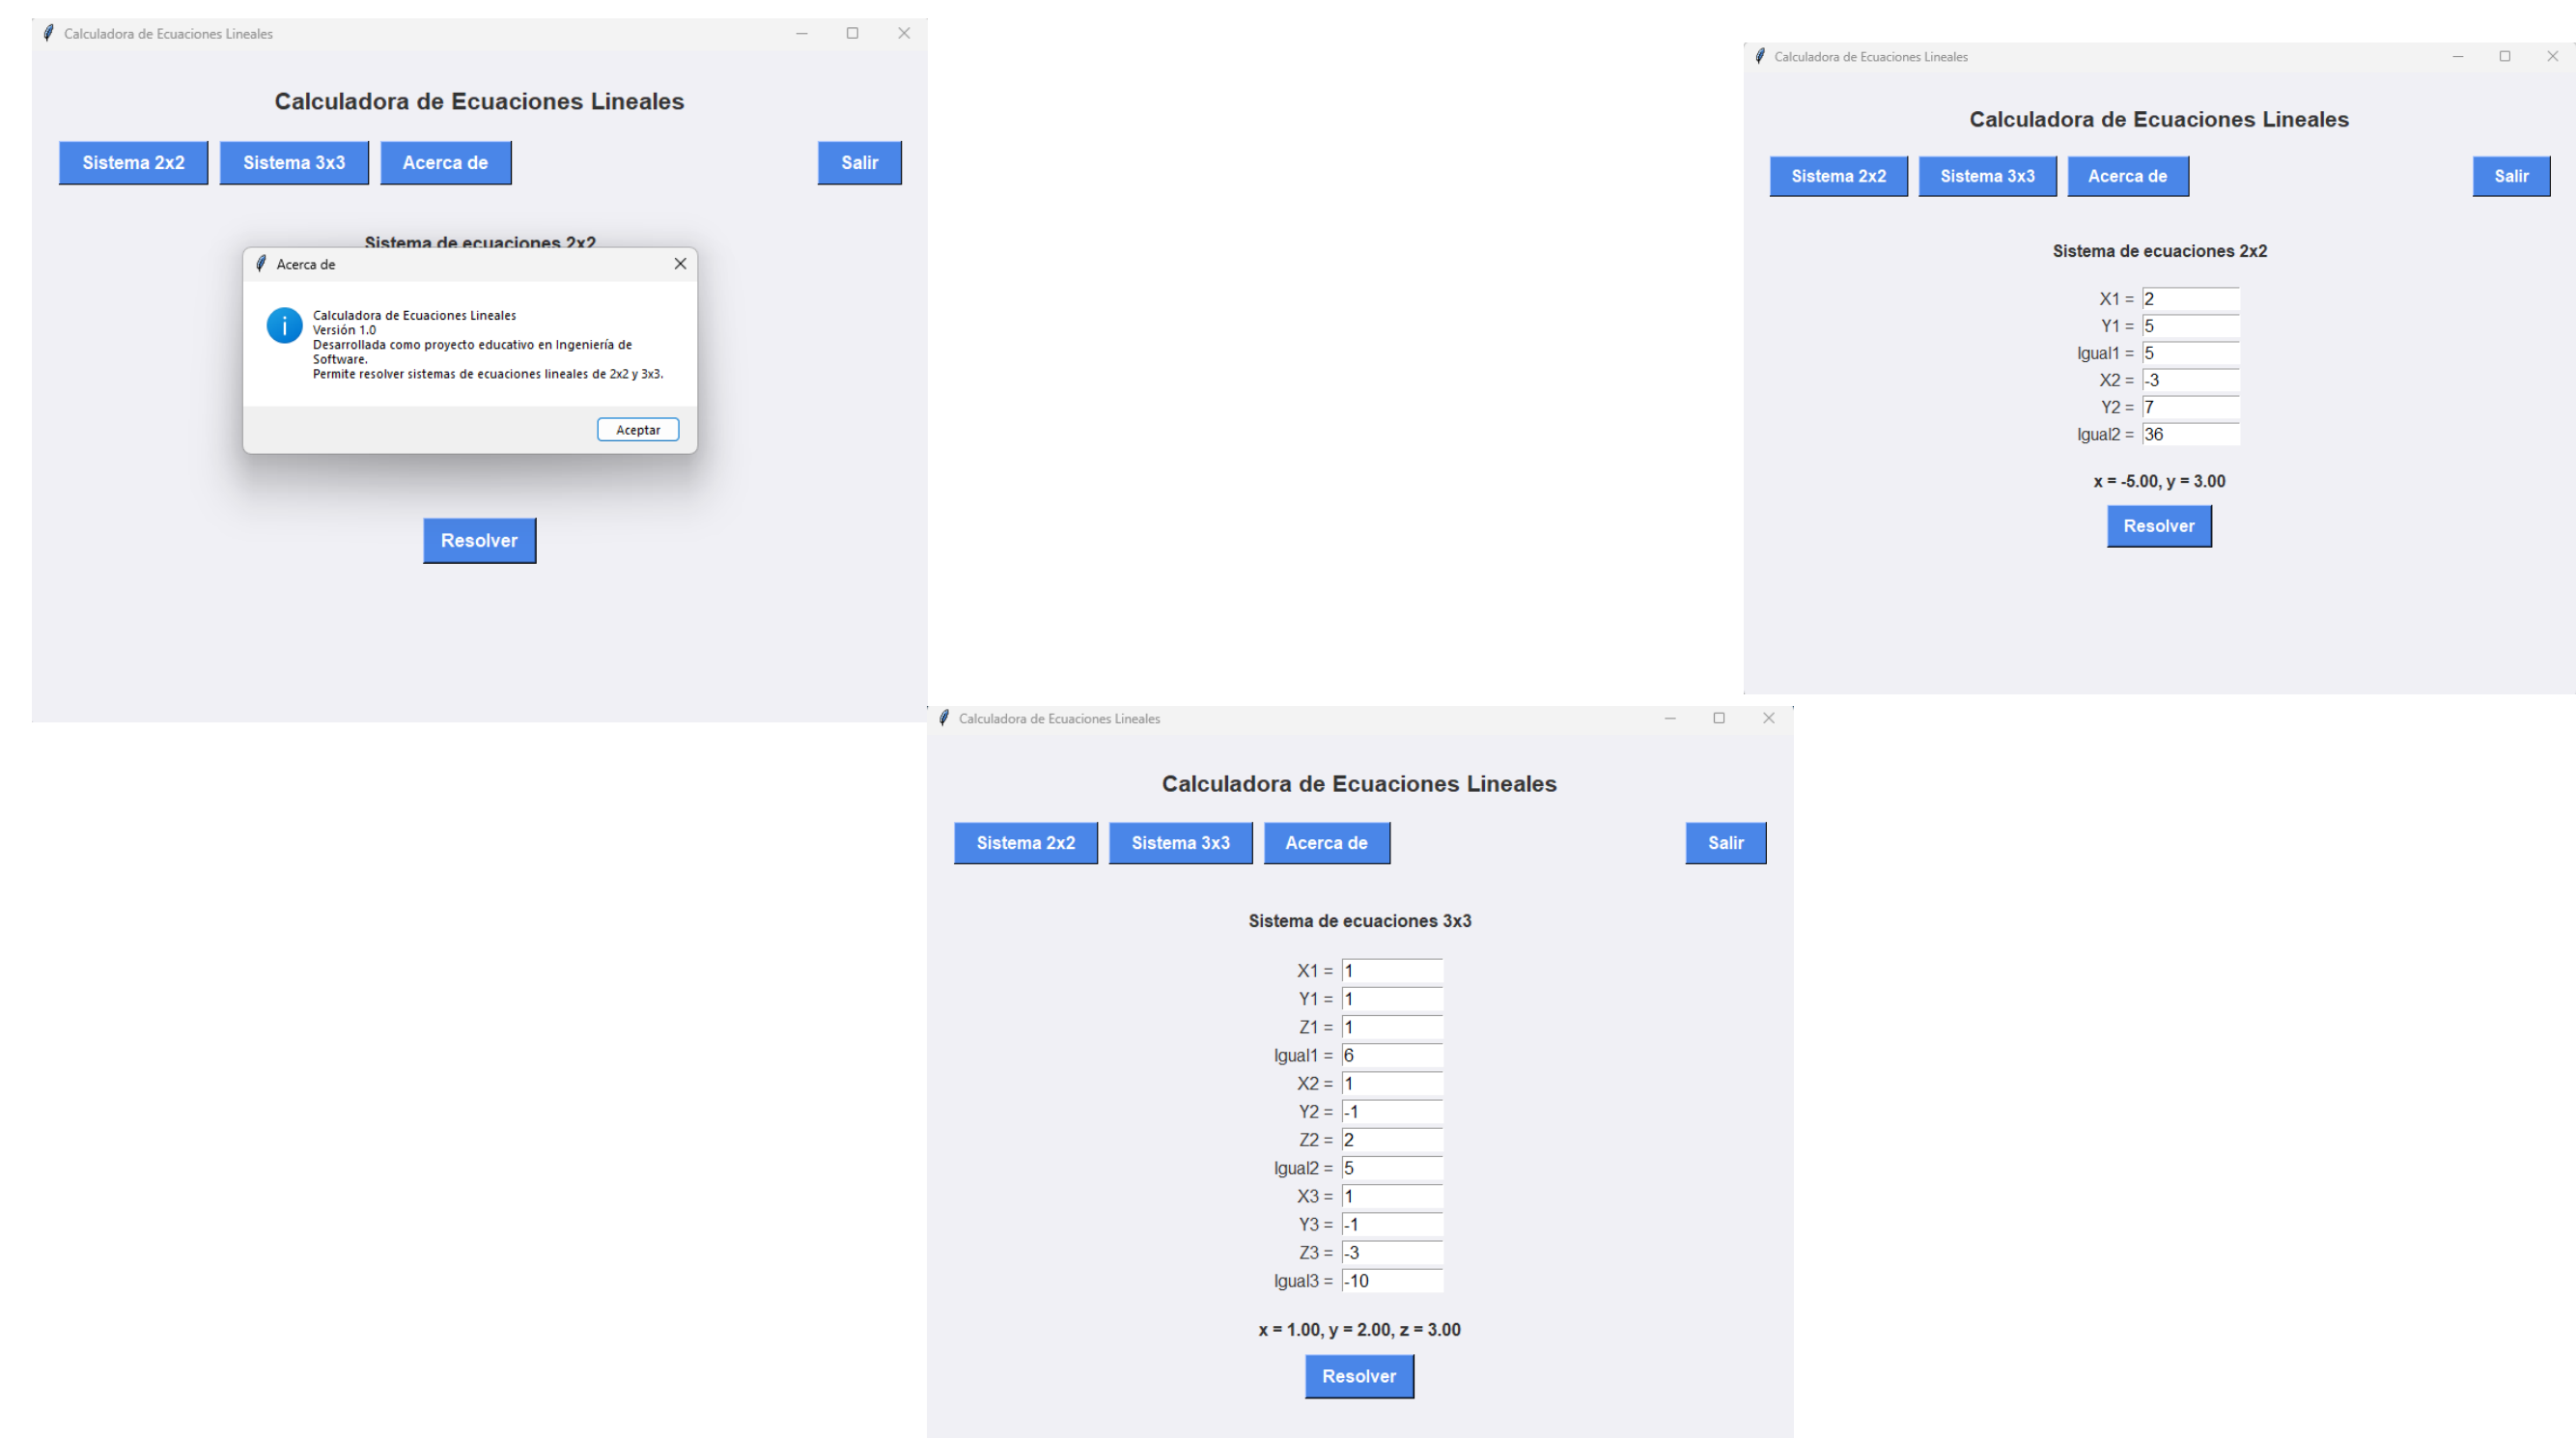 Calculadora de Ecuaciones Lineales
Calculadora de Ecuaciones Lineales
Sistema 2x2 Sistema 3x3 Acerca de Salir
Sistema de ecuaciones 2x2
Acerca de
Calculadora de Ecuaciones Lineales
Versión 1.0
Desarrollada como proyecto educativo en Ingeniería de
Software.
Permite resolver sistemas de ecuaciones lineales de 2x2 y 3x3.
Aceptar
Resolver
Calculadora de Ecuaciones Lineales
Calculadora de Ecuaciones Lineales
Sistema 2x2 Sistema 3x3 Acerca de Salir
Sistema de ecuaciones 2x2
X1 = 2
Y1 = 5
Igual1 = 5
X2 = -3
Y2 = 7
Igual2 = 36
x = -5.00, y = 3.00
Resolver
Calculadora de Ecuaciones Lineales
Calculadora de Ecuaciones Lineales
Sistema 2x2 Sistema 3x3 Acerca de Salir
Sistema de ecuaciones 3x3
X1 = 1
Y1 = 1
Z1 = 1
Igual1 = 6
X2 = 1
Y2 = -1
Z2 = 2
Igual2 = 5
X3 = 1
Y3 = -1
Z3 = -3
Igual3 = -10
x = 1.00, y = 2.00, z = 3.00
Resolver